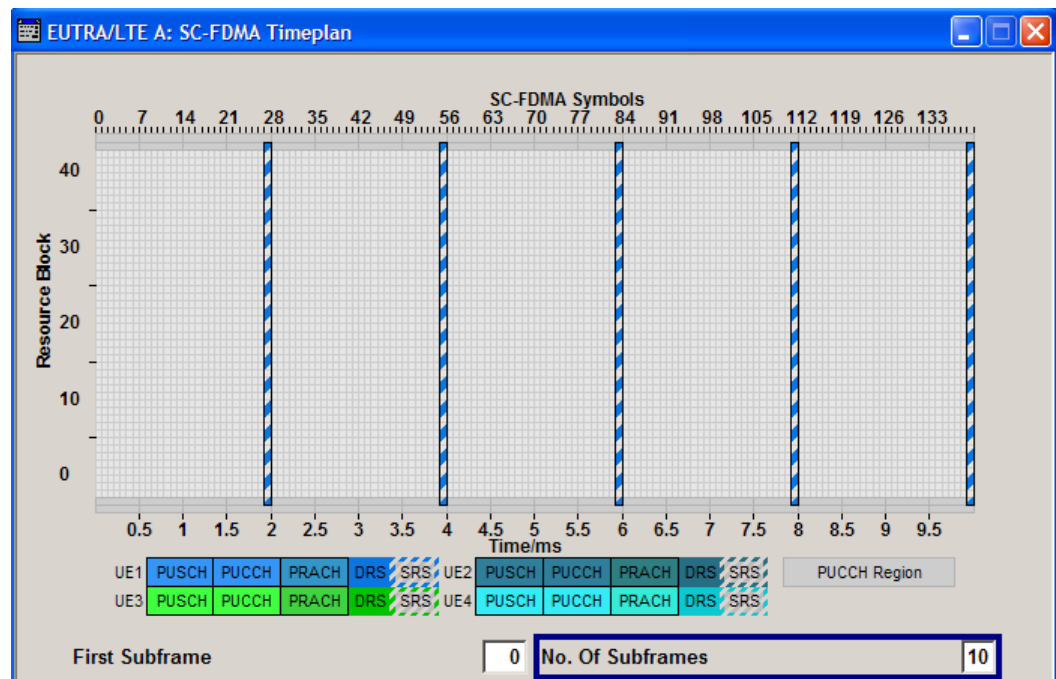 EUTRA/LTE A: SC-FDMA Timeplan
SC-FDMA Symbols
0 7 14 21 28 35 42 49 56 63 70 77 84 91 98 105 112 119 126 133
Resource Block
40
30
20
10
0
0.5 1 1.5 2 2.5 3 3.5 4 4.5 5 5.5 6 6.5 7 7.5 8 8.5 9 9.5
Time/ms
UE1 PUSCH PUCCH PRACH DRS SRS UE2 PUSCH PUCCH PRACH DRS SRS PUCCH Region
UE3 PUSCH PUCCH PRACH DRS SRS UE4 PUSCH PUCCH PRACH DRS SRS
First Subframe 0 No. Of Subframes 10